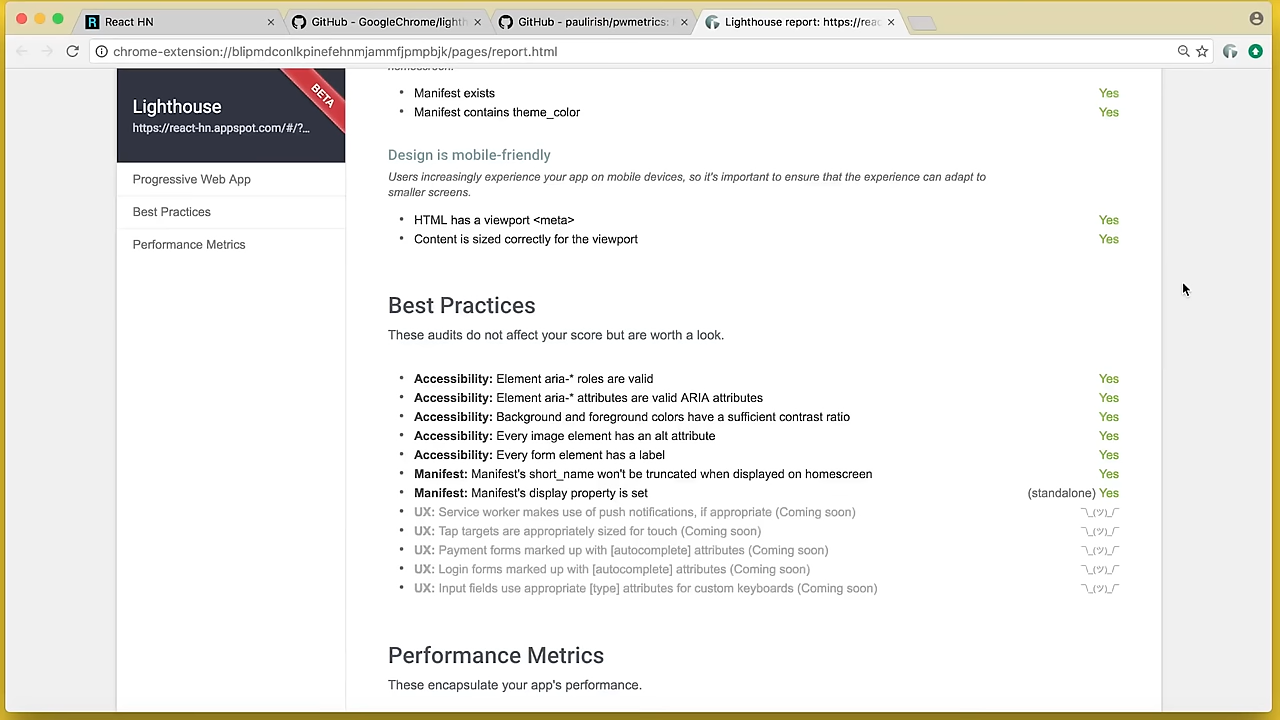 React HN
GitHub - GoogleChrome/lighth
GitHub - paulirish/pwmetrics:
Lighthouse report: https://reac
chrome-extension://blipmdconlkpinefehnmjammfjpmpbjk/pages/report.html
Lighthouse
BETA
https://react-hn.appspot.com/#/?...
Progressive Web App
Best Practices
Performance Metrics
homescreen.
Manifest exists Yes
Manifest contains theme_color Yes
Design is mobile-friendly
Users increasingly experience your app on mobile devices, so it's important to ensure that the experience can adapt to
smaller screens.
HTML has a viewport <meta> Yes
Content is sized correctly for the viewport Yes
Best Practices
These audits do not affect your score but are worth a look.
Accessibility: Element aria-* roles are valid Yes
Accessibility: Element aria-* attributes are valid ARIA attributes Yes
Accessibility: Background and foreground colors have a sufficient contrast ratio Yes
Accessibility: Every image element has an alt attribute Yes
Accessibility: Every form element has a label Yes
Manifest: Manifest's short_name won't be truncated when displayed on homescreen Yes
Manifest: Manifest's display property is set (standalone) Yes
UX: Service worker makes use of push notifications, if appropriate (Coming soon) ¯\_(ツ)_/¯
UX: Tap targets are appropriately sized for touch (Coming soon) ¯\_(ツ)_/¯
UX: Payment forms marked up with [autocomplete] attributes (Coming soon) ¯\_(ツ)_/¯
UX: Login forms marked up with [autocomplete] attributes (Coming soon) ¯\_(ツ)_/¯
UX: Input fields use appropriate [type] attributes for custom keyboards (Coming soon) ¯\_(ツ)_/¯
Performance Metrics
These encapsulate your app's performance.